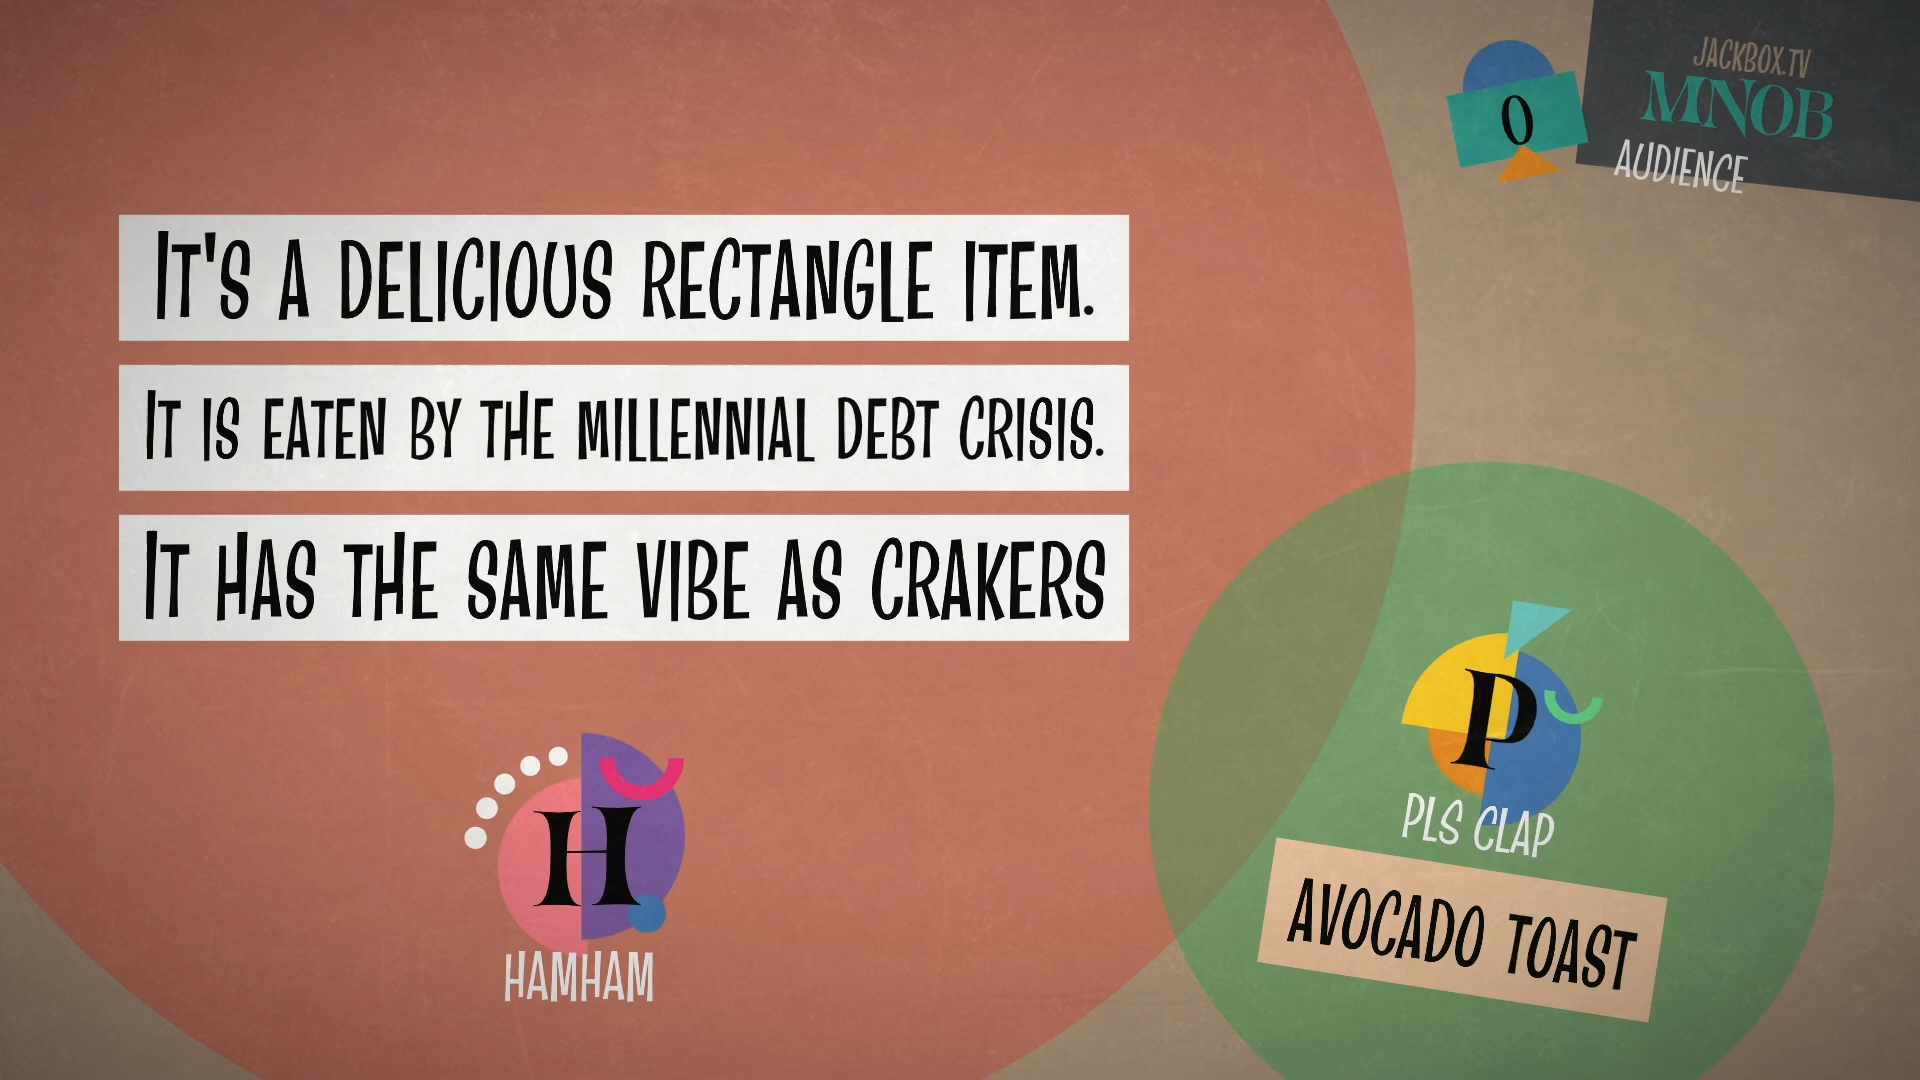 JACKBOX.TV
MNOB
0
AUDIENCE
IT'S A DELICIOUS RECTANGLE ITEM.
IT IS EATEN BY THE MILLENNIAL DEBT CRISIS.
IT HAS THE SAME VIBE AS CRAKERS
H
HAMHAM
P
PLS CLAP
AVOCADO TOAST